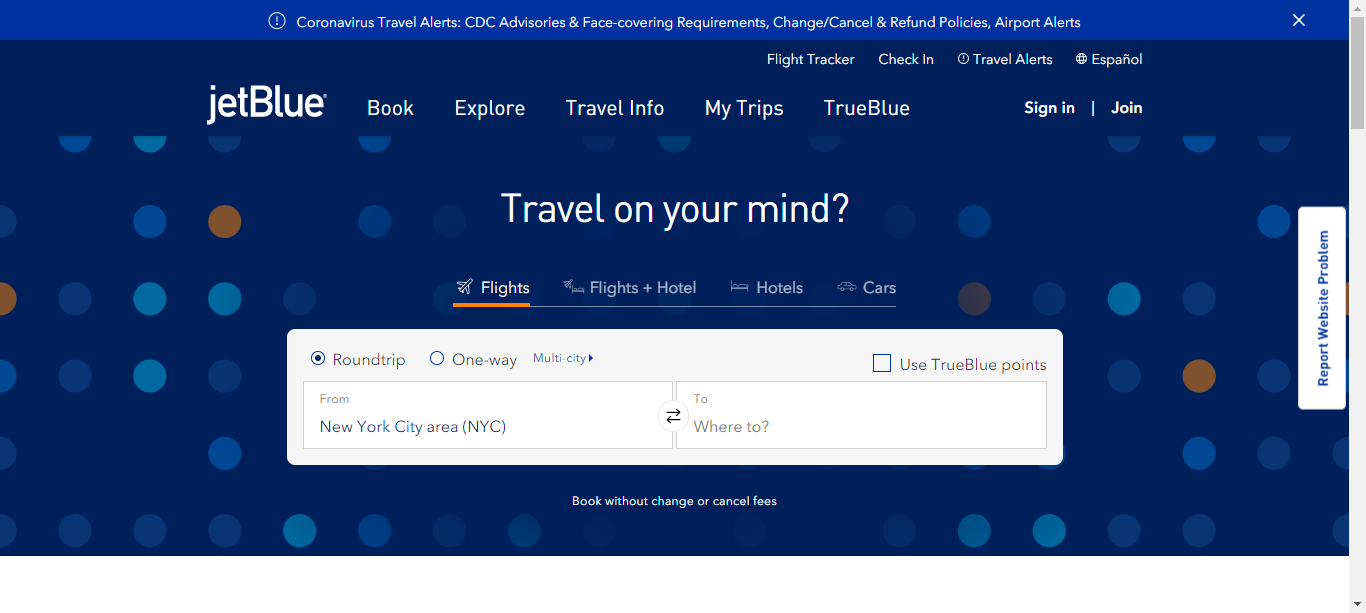 Coronavirus Travel Alerts: CDC Advisories & Face-covering Requirements, Change/Cancel & Refund Policies, Airport Alerts
Flight Tracker Check In Travel Alerts Español
jetBlue Book Explore Travel Info My Trips TrueBlue Sign in | Join
Travel on your mind?
Flights Flights + Hotel Hotels Cars
Roundtrip One-way Multi-city Use TrueBlue points
From To
New York City area (NYC) Where to?
Book without change or cancel fees
Report Website Problem